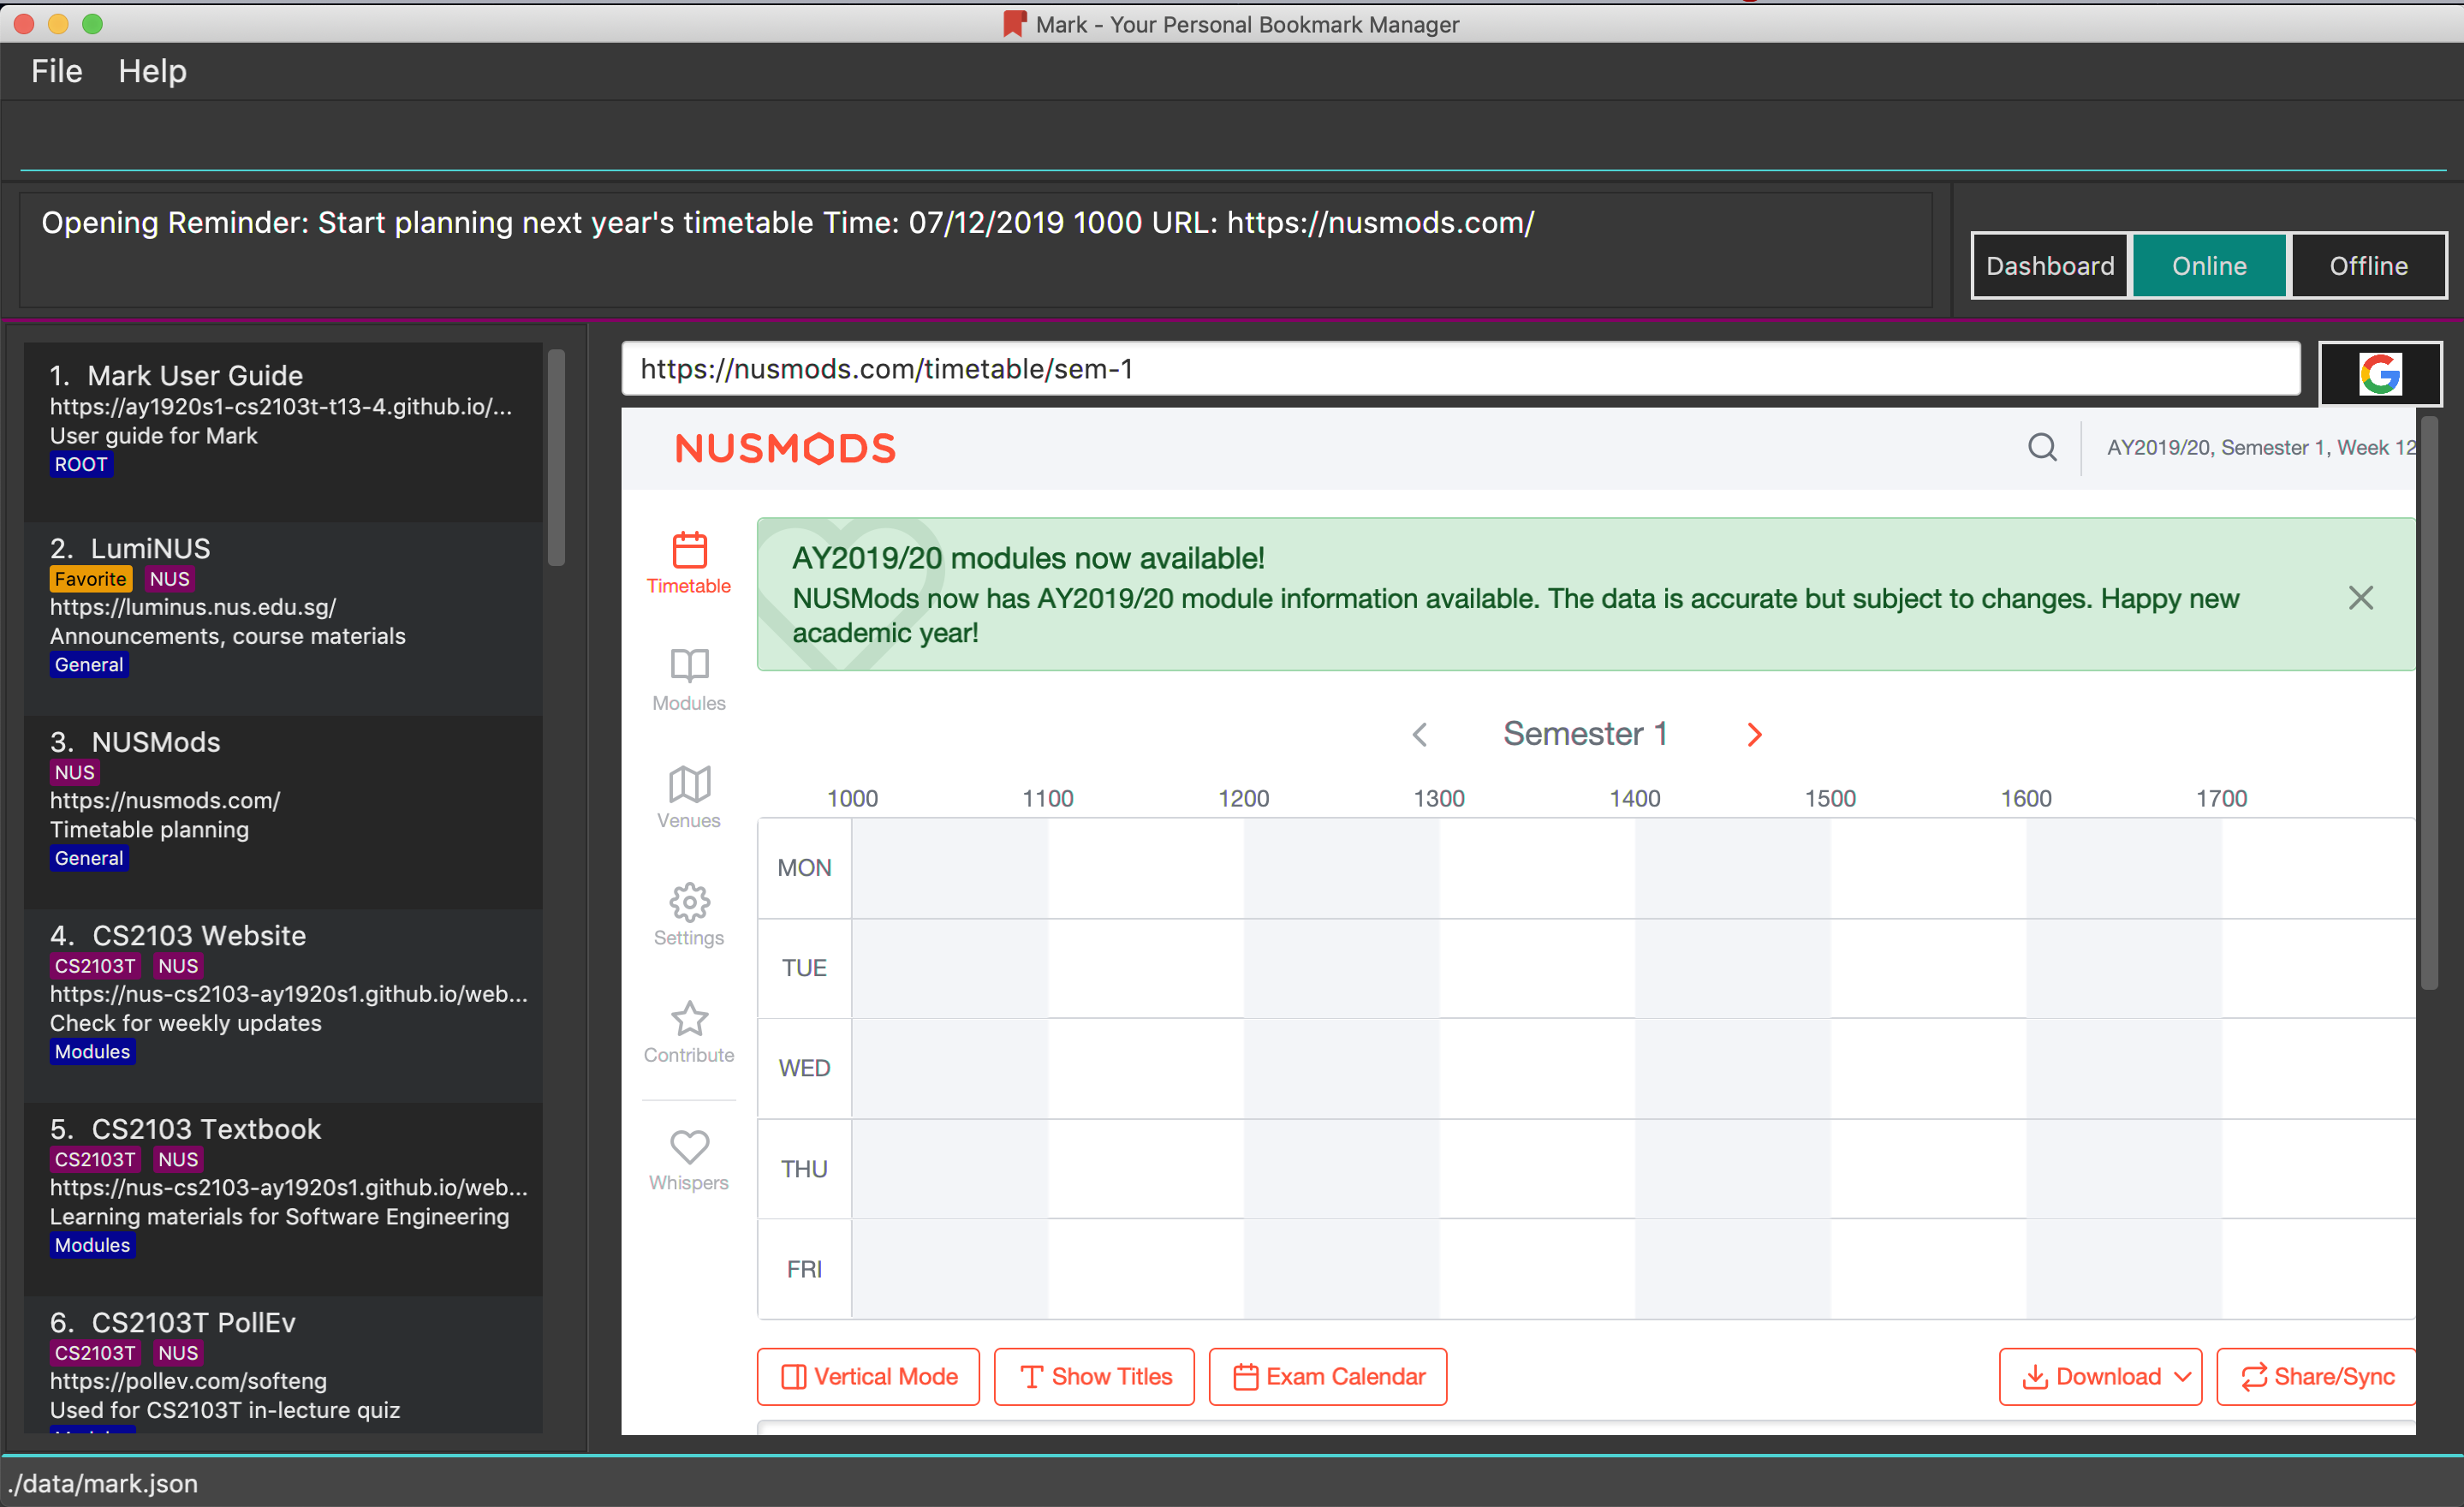 Mark - Your Personal Bookmark Manager
File Help
Opening Reminder: Start planning next year's timetable Time: 07/12/2019 1000 URL: https://nusmods.com/
Dashboard Online Offline
1. Mark User Guide
https://ay1920s1-cs2103t-t13-4.github.io/...
User guide for Mark
ROOT
2. LumiNUS
Favorite NUS
https://luminus.nus.edu.sg/
Announcements, course materials
General
3. NUSMods
NUS
https://nusmods.com/
Timetable planning
General
4. CS2103 Website
CS2103T NUS
https://nus-cs2103-ay1920s1.github.io/web...
Check for weekly updates
Modules
5. CS2103 Textbook
CS2103T NUS
https://nus-cs2103-ay1920s1.github.io/web...
Learning materials for Software Engineering
Modules
6. CS2103T PollEv
CS2103T NUS
https://pollev.com/softeng
Used for CS2103T in-lecture quiz
https://nusmods.com/timetable/sem-1
G
NUSMODS
AY2019/20, Semester 1, Week 12
Timetable
Modules
Venues
Settings
Contribute
Whispers
AY2019/20 modules now available!
NUSMods now has AY2019/20 module information available. The data is accurate but subject to changes. Happy new
academic year!
Semester 1
1000 1100 1200 1300 1400 1500 1600 1700
MON
TUE
WED
THU
FRI
Vertical Mode Show Titles Exam Calendar Download Share/Sync
./data/mark.json